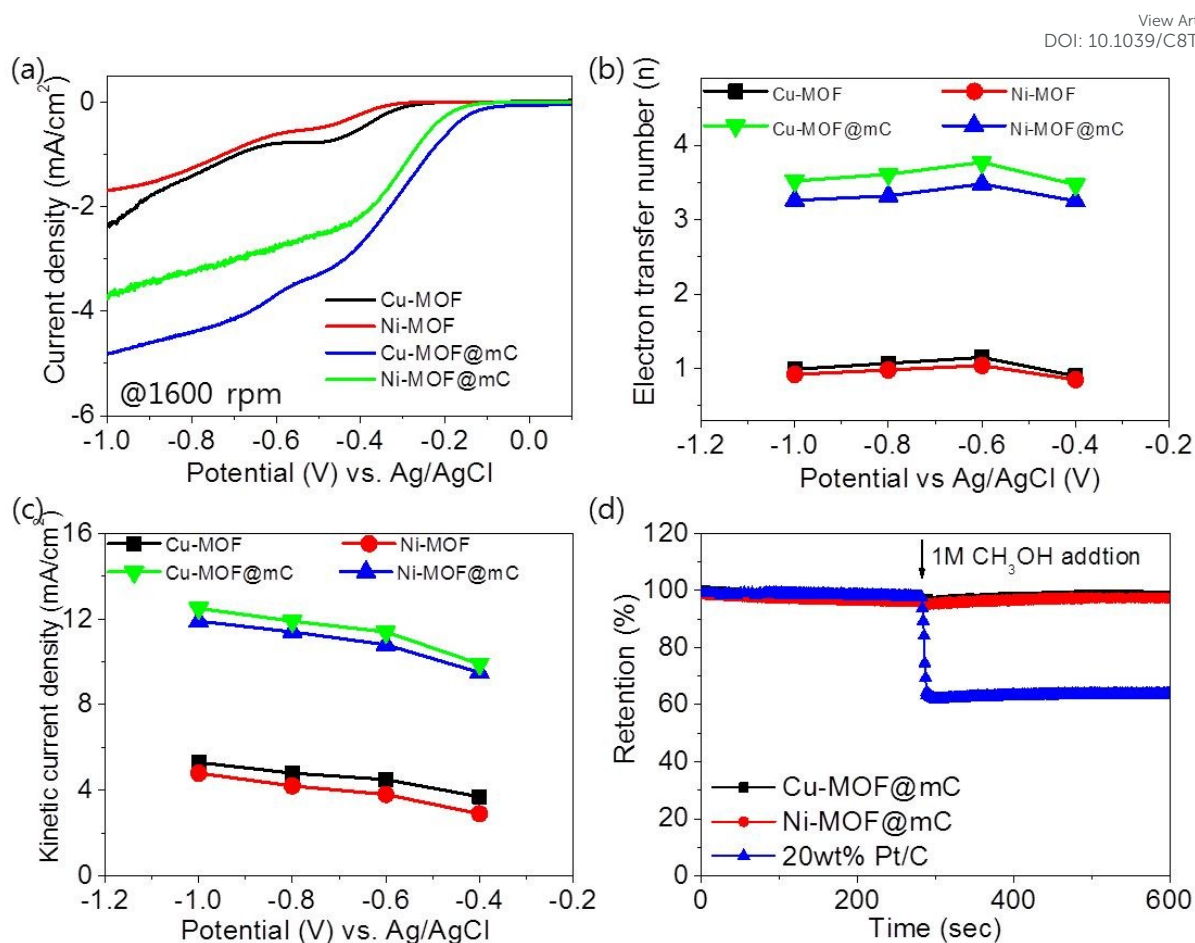 View Art
DOI: 10.1039/C8T
(a)
Current density (mA/cm²)
0
-2
-4
-6
Cu-MOF
Ni-MOF
Cu-MOF@mC
Ni-MOF@mC
@1600 rpm
-1.0 -0.8 -0.6 -0.4 -0.2 0.0
Potential (V) vs. Ag/AgCl
(b)
Electron transfer number (n)
Cu-MOF Ni-MOF
Cu-MOF@mC Ni-MOF@mC
4
3
2
1
-1.2 -1.0 -0.8 -0.6 -0.4 -0.2
Potential vs Ag/AgCl (V)
(c)
Kinetic current density (mA/cm²)
16
Cu-MOF Ni-MOF
Cu-MOF@mC Ni-MOF@mC
12
8
4
0
-1.2 -1.0 -0.8 -0.6 -0.4 -0.2
Potential (V) vs. Ag/AgCl
(d)
Retention (%)
120
100
80
60
40
20
0
1M CH₃OH addtion
Cu-MOF@mC
Ni-MOF@mC
20wt% Pt/C
0 200 400 600
Time (sec)